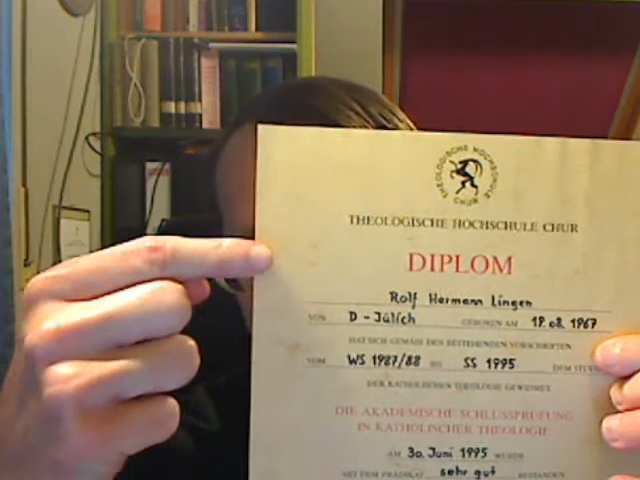 THEOLOGISCHE HOCHSCHULE CHUR
THEOLOGISCHE HOCHSCHULE CHUR
DIPLOM
Rolf Hermann Lingen
VON D - Jülich GEBOREN AM 19.08.1967
HAT SICH GEMÄSS DEN BESTEHENDEN VORSCHRIFTEN
VOM WS 1987/88 BIS SS 1995 DEM STUDIUM
DER KATHOLISCHEN THEOLOGIE GEWIDMET
DIE AKADEMISCHE SCHLUSSPRÜFUNG
IN KATHOLISCHER THEOLOGIE
AM 30. Juni 1995 WURDE
MIT DEM PRÄDIKAT sehr gut BESTANDEN